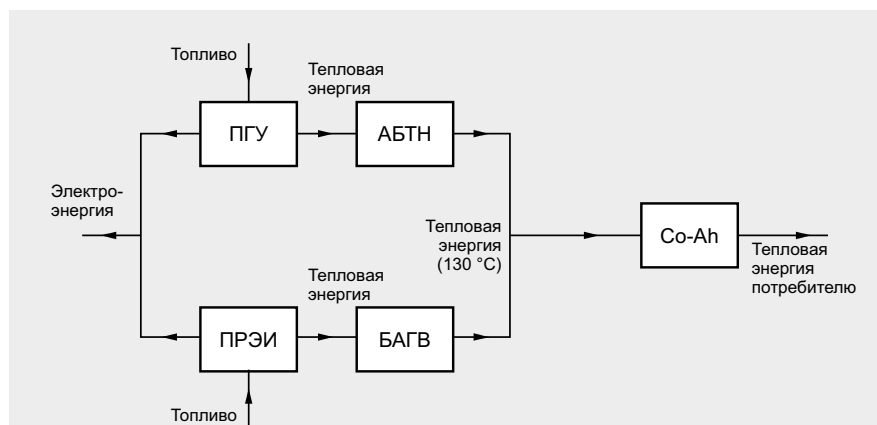 Топливо
Тепловая
энергия
ПГУ
АБТН
Электро-
энергия
Тепловая
энергия
(130 °C)
Co-Ah
Тепловая
энергия
потребителю
Тепловая
энергия
ПРЭИ
БАГВ
Топливо